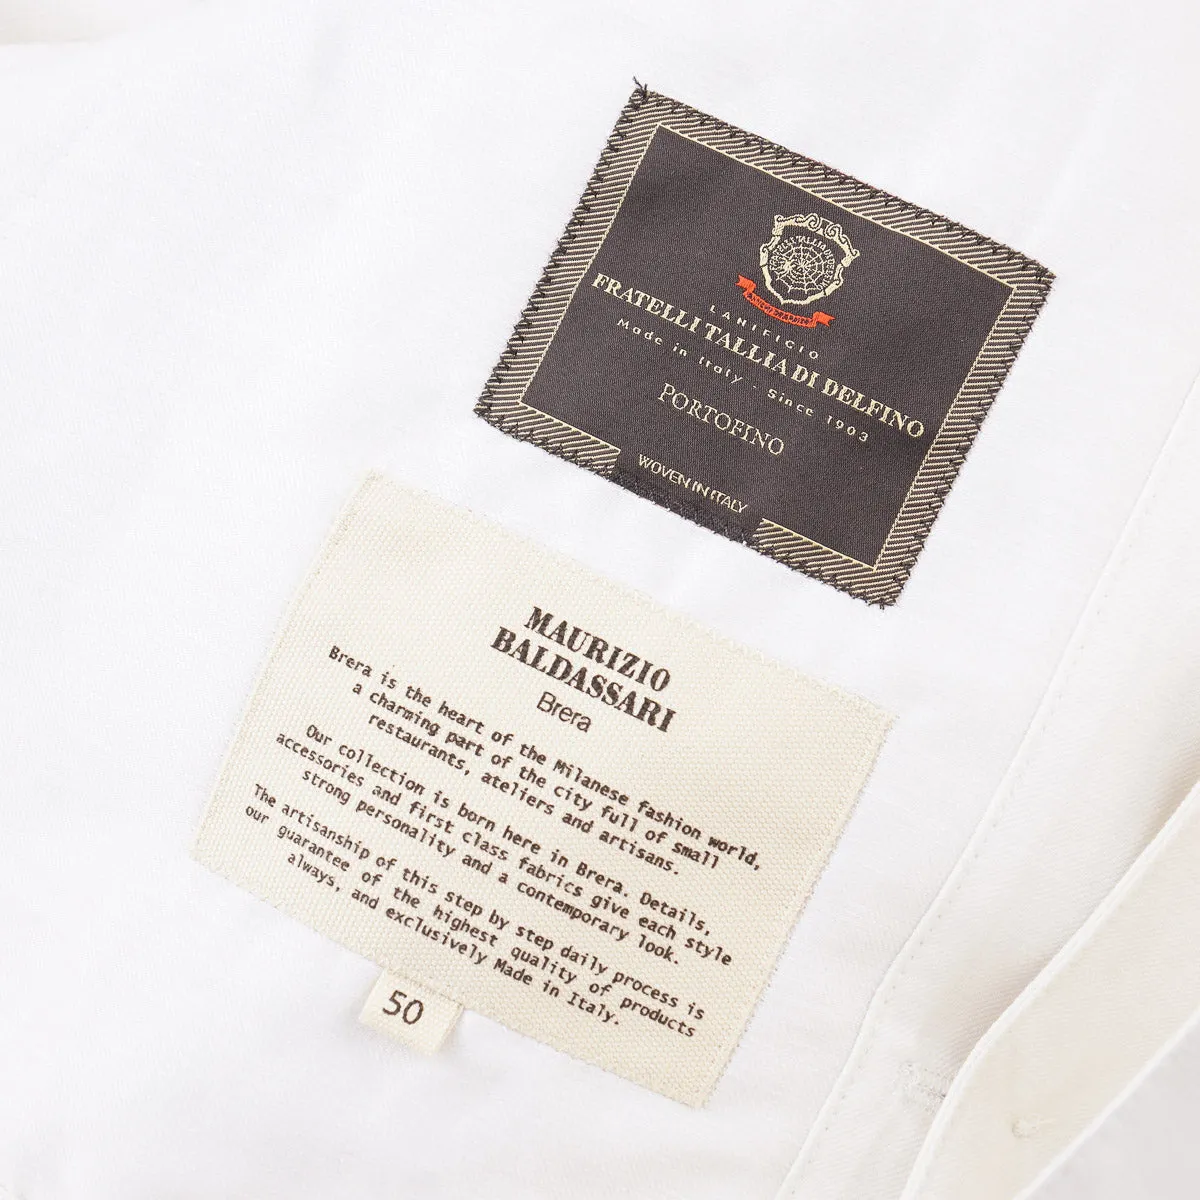 FRATELLI TALLIA DI DELFINO
LANIFICIO
FRATELLI TALLIA DI DELFINO
Made in Italy - Since 1903
PORTOFINO
WOVEN IN ITALY
MAURIZIO
BALDASSARI
Brera
Brera is the heart of the Milanese fashion world,
a charming part of the city full of small
restaurants, ateliers and artisans.
Our collection is born here in Brera. Details,
accessories and first class fabrics give each style
strong personality and a contemporary look.
The artisanship of this step by step daily process is
our guarantee of the highest quality of products
always, and exclusively Made in Italy.
50